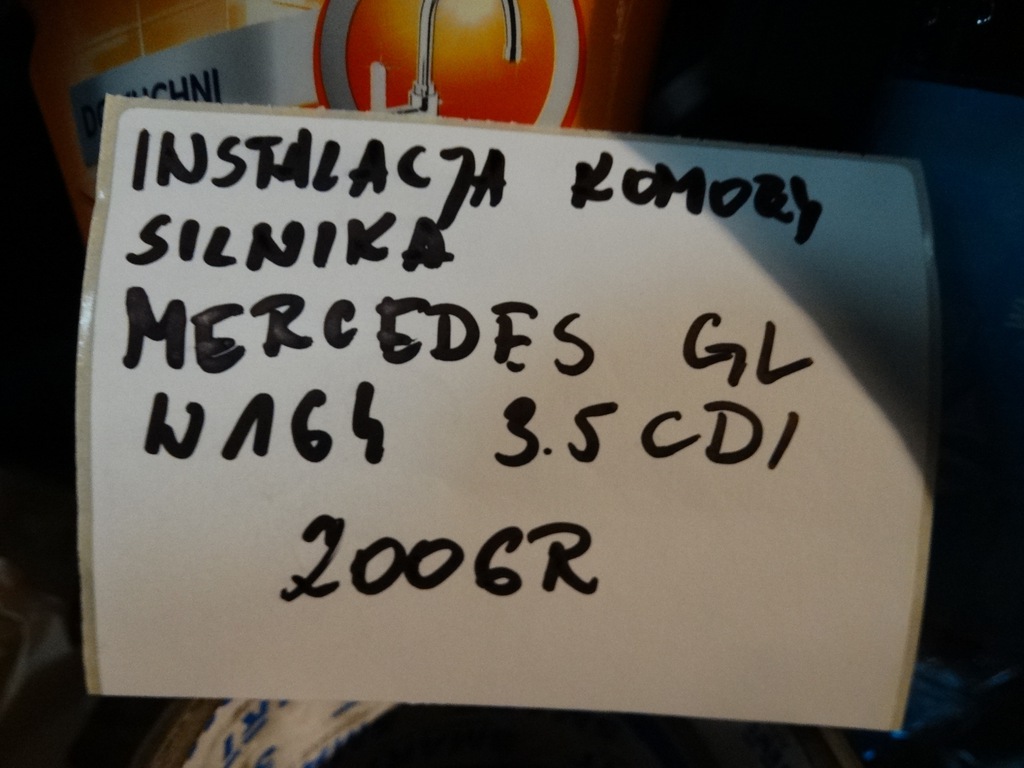 INSTALACJA KOMORY
SILNIKA
MERCEDES GL
W164 3.5 CDI
2006R